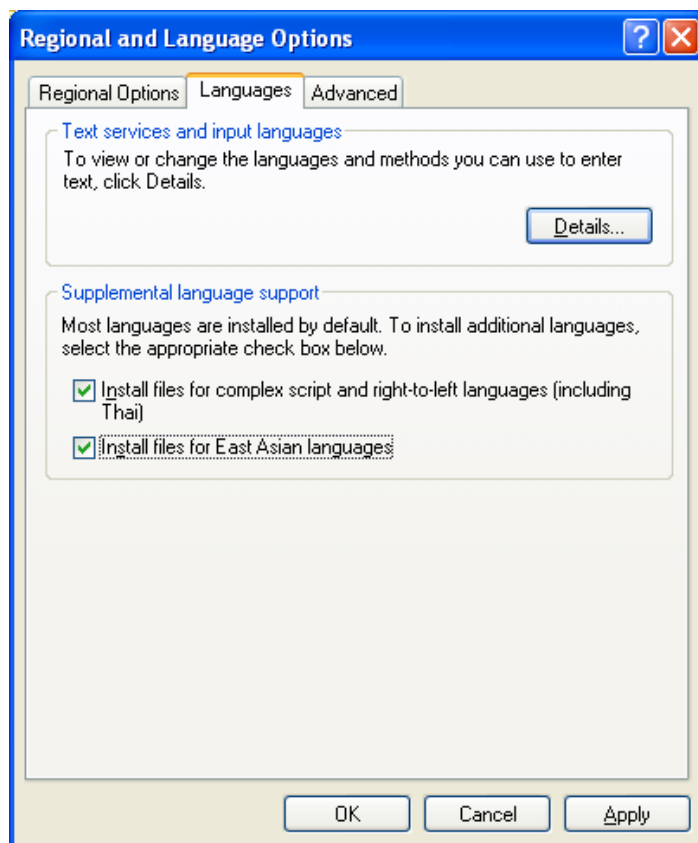 Regional and Language Options
Regional Options Languages Advanced
Text services and input languages
To view or change the languages and methods you can use to enter
text, click Details.
Details...
Supplemental language support
Most languages are installed by default. To install additional languages,
select the appropriate check box below.
Install files for complex script and right-to-left languages (including
Thai)
Install files for East Asian languages
OK Cancel Apply